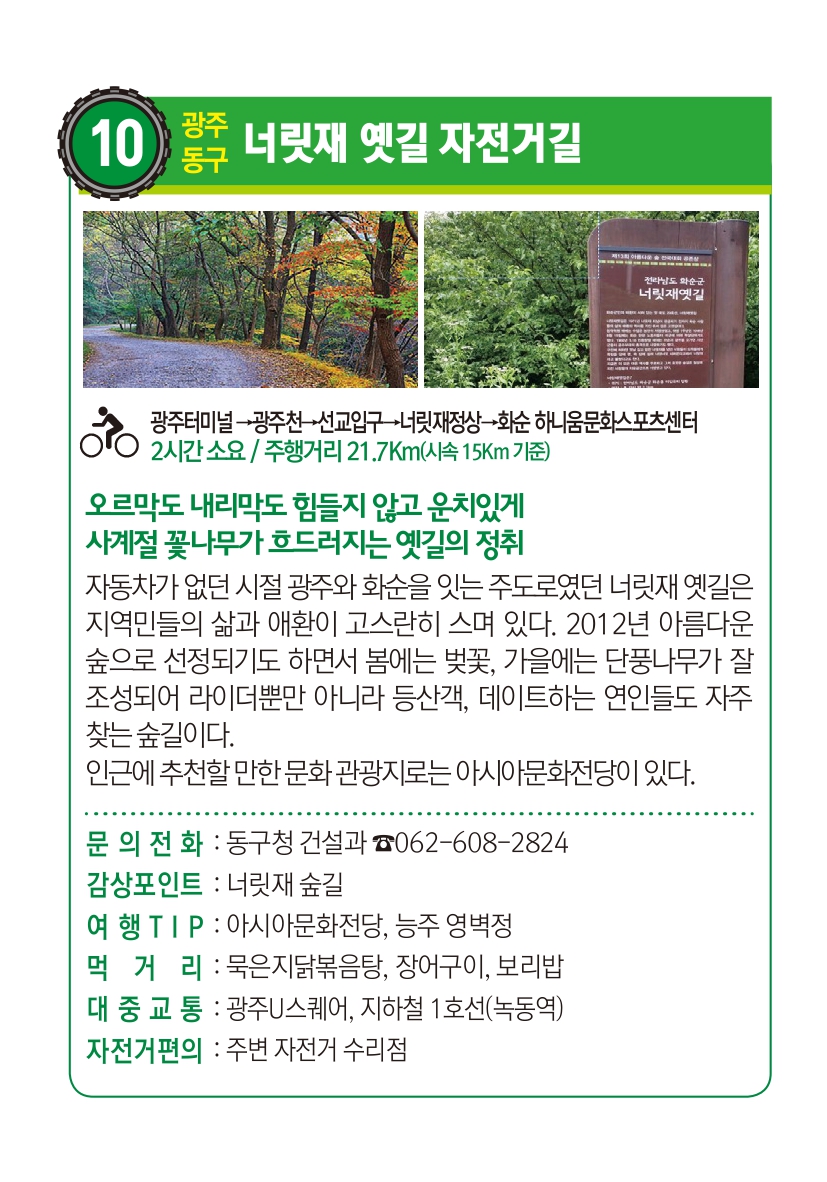 10
광주
동구
너릿재 옛길 자전거길
제13회 아름다운 숲 전국대회 공존상
전라남도 화순군
너릿재옛길
광주터미널→광주천→선교입구→너릿재정상→화순 하니움문화스포츠센터
2시간 소요 / 주행거리 21.7Km(시속 15Km 기준)
오르막도 내리막도 힘들지 않고 운치있게
사계절 꽃나무가 흐드러지는 옛길의 정취
자동차가 없던 시절 광주와 화순을 잇는 주도로였던 너릿재 옛길은
지역민들의 삶과 애환이 고스란히 스며 있다. 2012년 아름다운
숲으로 선정되기도 하면서 봄에는 벚꽃, 가을에는 단풍나무가 잘
조성되어 라이더뿐만 아니라 등산객, 데이트하는 연인들도 자주
찾는 숲길이다.
인근에 추천할 만한 문화 관광지로는 아시아문화전당이 있다.
문 의 전 화 : 동구청 건설과 ☎062-608-2824
감상포인트 : 너릿재 숲길
여 행 T I P : 아시아문화전당, 능주 영벽정
먹 거 리 : 묵은지닭볶음탕, 장어구이, 보리밥
대 중 교 통 : 광주U스퀘어, 지하철 1호선(녹동역)
자전거편의 : 주변 자전거 수리점